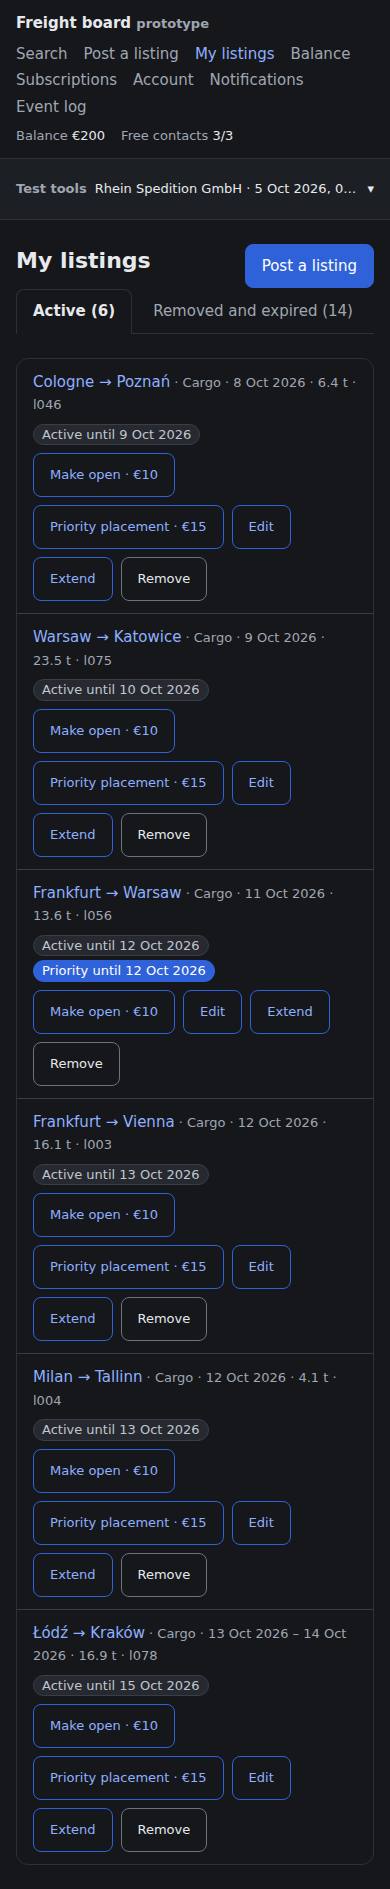 Freight board prototype
Search Post a listing My listings Balance
Subscriptions Account Notifications
Event log
Balance €200 Free contacts 3/3
Test tools Rhein Spedition GmbH · 5 Oct 2026, 0… ▾
My listings
Post a listing
Active (6) Removed and expired (14)
Cologne → Poznań · Cargo · 8 Oct 2026 · 6.4 t ·
l046
Active until 9 Oct 2026
Make open · €10
Priority placement · €15 Edit
Extend Remove
Warsaw → Katowice · Cargo · 9 Oct 2026 ·
23.5 t · l075
Active until 10 Oct 2026
Make open · €10
Priority placement · €15 Edit
Extend Remove
Frankfurt → Warsaw · Cargo · 11 Oct 2026 ·
13.6 t · l056
Active until 12 Oct 2026
Priority until 12 Oct 2026
Make open · €10 Edit Extend
Remove
Frankfurt → Vienna · Cargo · 12 Oct 2026 ·
16.1 t · l003
Active until 13 Oct 2026
Make open · €10
Priority placement · €15 Edit
Extend Remove
Milan → Tallinn · Cargo · 12 Oct 2026 · 4.1 t ·
l004
Active until 13 Oct 2026
Make open · €10
Priority placement · €15 Edit
Extend Remove
Łódź → Kraków · Cargo · 13 Oct 2026 – 14 Oct
2026 · 16.9 t · l078
Active until 15 Oct 2026
Make open · €10
Priority placement · €15 Edit
Extend Remove